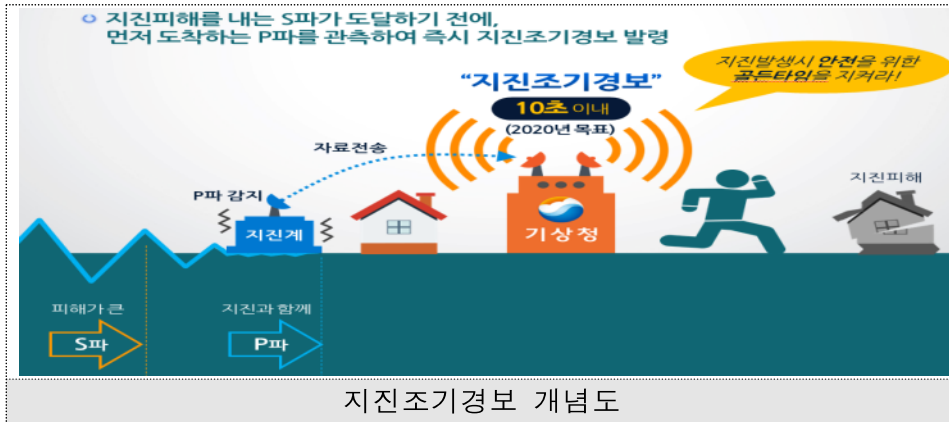 지진피해를 내는 S파가 도달하기 전에,
먼저 도착하는 P파를 관측하여 즉시 지진조기경보 발령
지진발생시 안전을 위한
골든타임을 지켜라!
“지진조기경보”
10초 이내
(2020년 목표)
자료전송
P파 감지
지진계
기상청
지진피해
피해가 큰
S파
지진과 함께
P파
지진조기경보 개념도